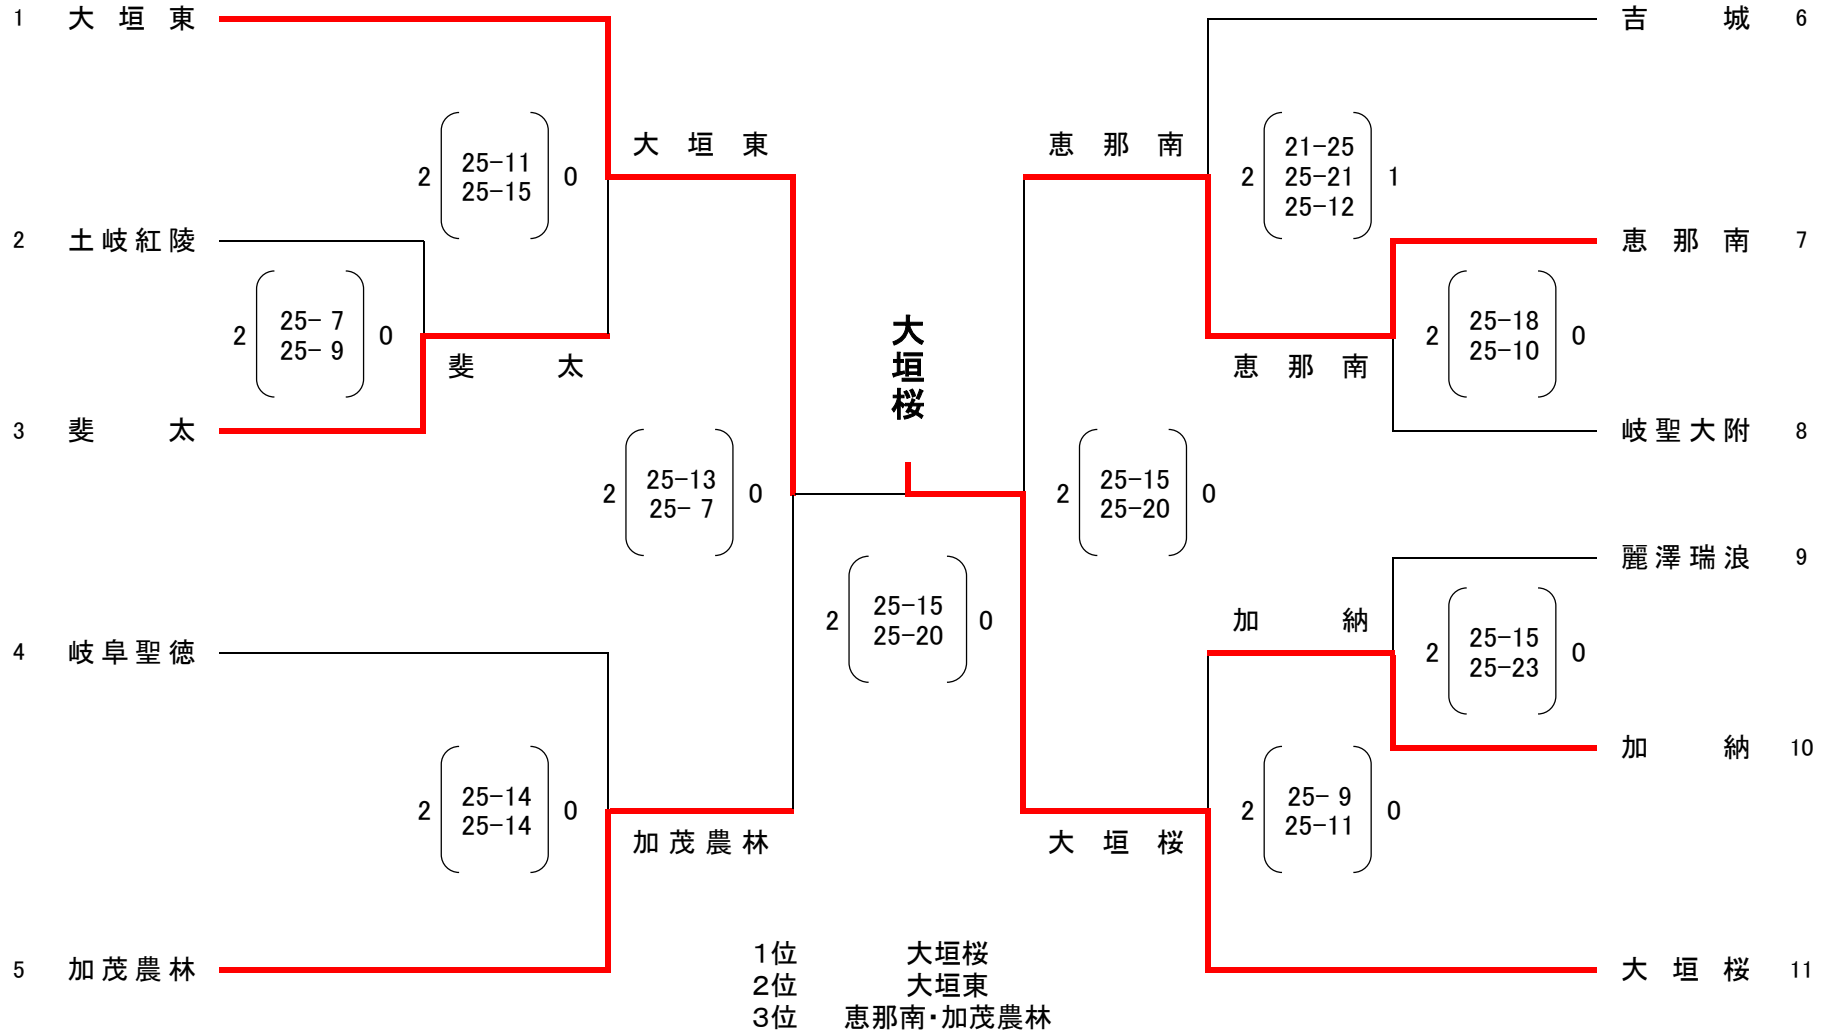 1 大垣東
2 25-11 0
25-15
大垣東
2 土岐紅陵
2 25- 7 0
25- 9
斐太
3 斐太
2 25-13 0
25- 7
4 岐阜聖徳
2 25-14 0
25-14
加茂農林
5 加茂農林
大垣桜
2 25-15 0
25-20
吉城 6
恵那南
2 21-25 1
25-21
25-12
恵那南 7
2 25-18 0
25-10
恵那南
岐聖大附 8
2 25-15 0
25-20
麗澤瑞浪 9
加納
2 25-15 0
25-23
加納 10
2 25- 9 0
25-11
大垣桜
大垣桜 11
1位 大垣桜
2位 大垣東
3位 恵那南・加茂農林